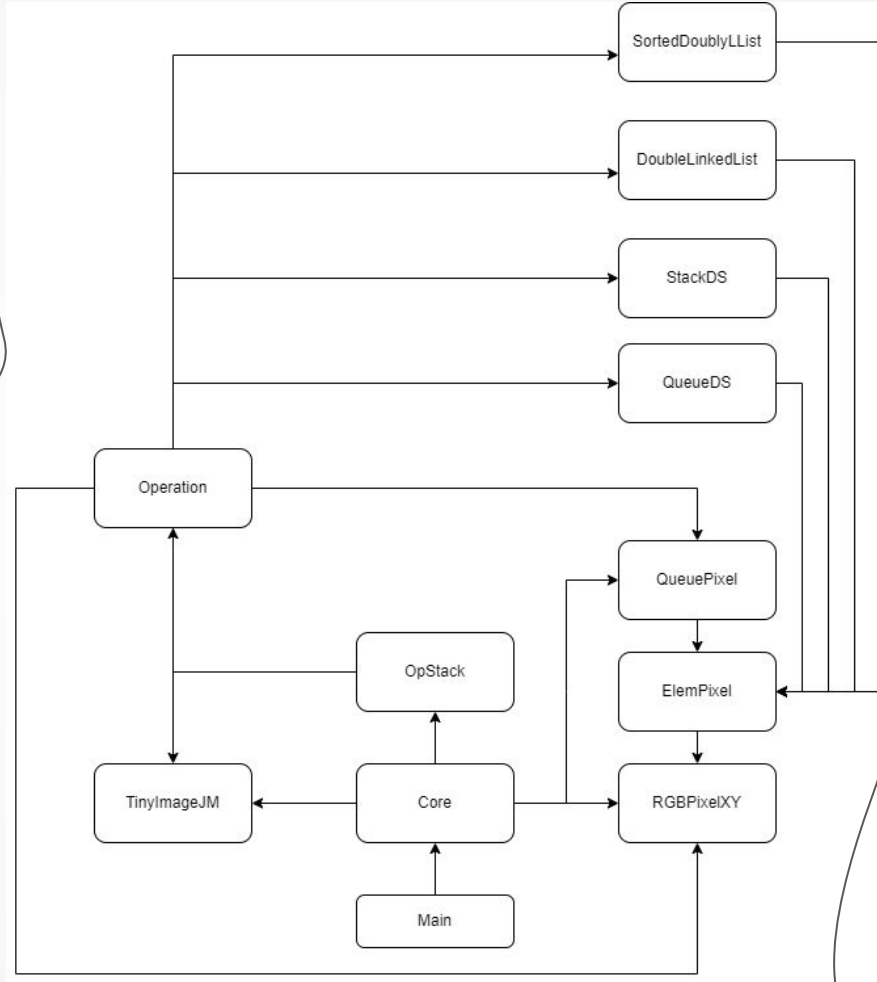 SortedDoublyLList
DoubleLinkedList
StackDS
QueueDS
Operation
QueuePixel
OpStack
ElemPixel
TinyImageJM
Core
RGBPixelXY
Main